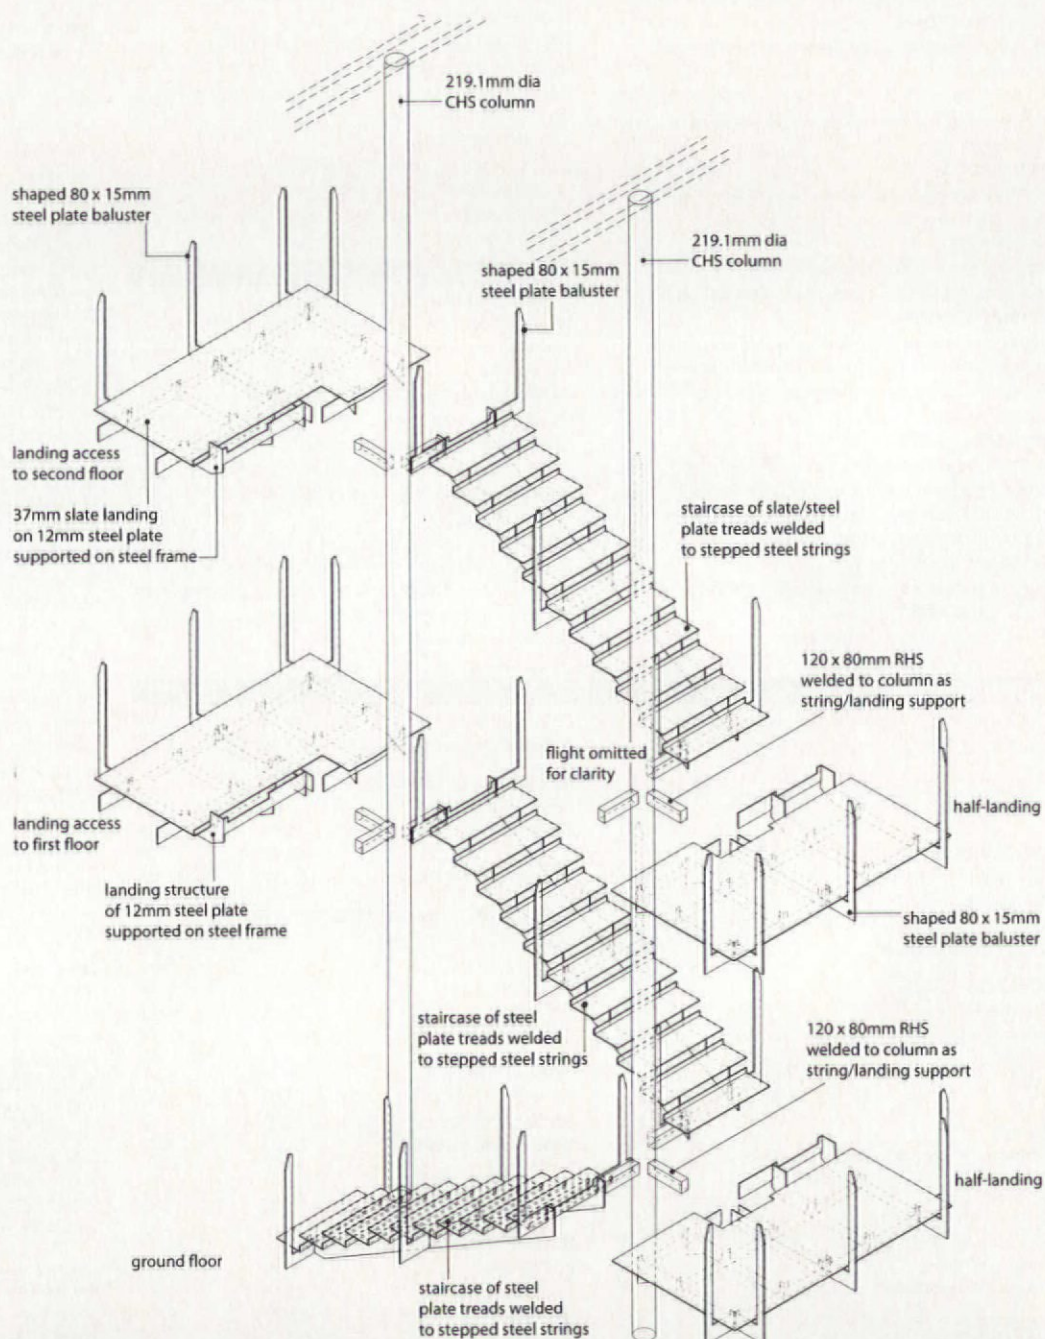 219.1mm dia
CHS column
shaped 80 x 15mm
steel plate baluster
219.1mm dia
CHS column
shaped 80 x 15mm
steel plate baluster
landing access
to second floor
37mm slate landing
on 12mm steel plate
supported on steel frame
staircase of slate/steel
plate treads welded
to stepped steel strings
120 x 80mm RHS
welded to column as
string/landing support
flight omitted
for clarity
half-landing
landing access
to first floor
landing structure
of 12mm steel plate
supported on steel frame
shaped 80 x 15mm
steel plate baluster
staircase of steel
plate treads welded
to stepped steel strings
120 x 80mm RHS
welded to column as
string/landing support
half-landing
ground floor
staircase of steel
plate treads welded
to stepped steel strings